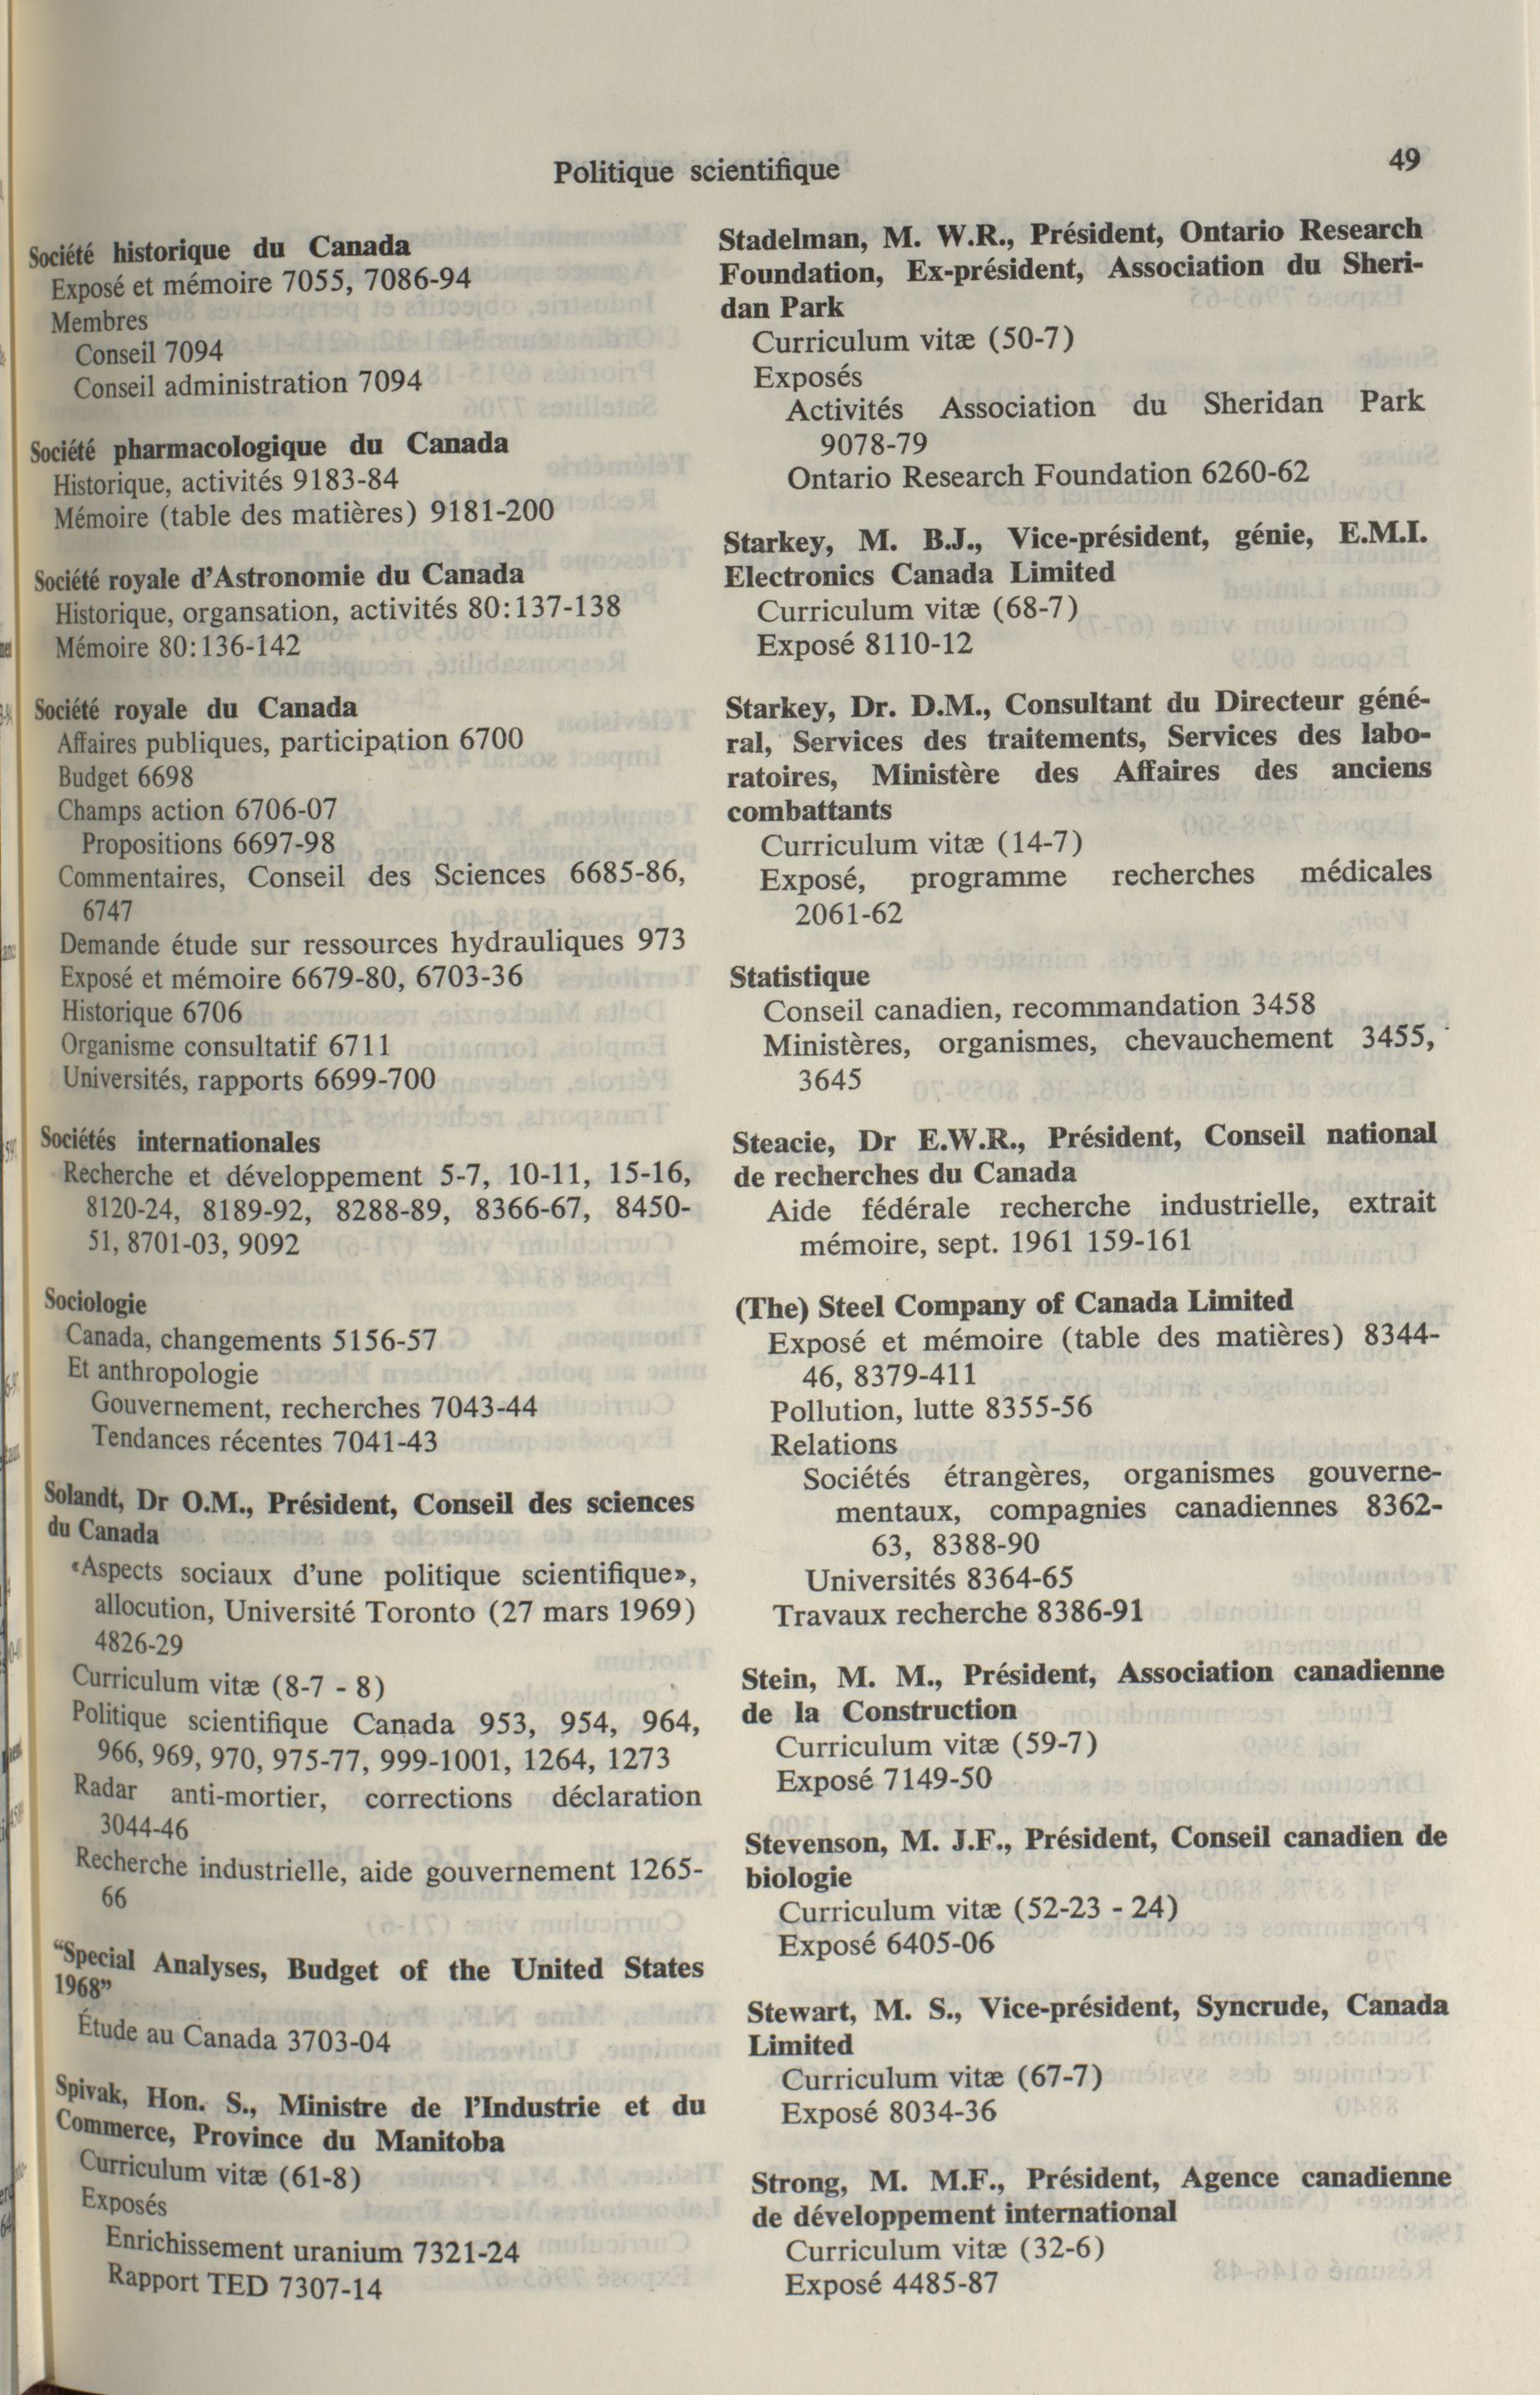 Politique scientifique
49
Société historique du Canada
Exposé et mémoire 7055, 7086-94
Membres
Conseil 7094
Conseil administration 7094
Société pharmacologique du Canada
Historique, activités 9183-84
Mémoire (table des matières) 9181-200
Société royale d'Astronomie du Canada
Historique, organsation, activités 80:137-138
Mémoire 80:136-142
Société royale du Canada
Affaires publiques, participation 6700
Budget 6698
Champs action 6706-07
Propositions 6697-98
Commentaires, Conseil des Sciences 6685-86,
6747
Demande étude sur ressources hydrauliques 973
Exposé et mémoire 6679-80, 6703-36
Historique 6706
Organisme consultatif 6711
Universités, rapports 6699-700
Sociétés internationales
Recherche et développement 5-7, 10-11, 15-16,
8120-24, 8189-92, 8288-89, 8366-67, 8450-
51, 8701-03, 9092
Sociologie
Canada, changements 5156-57
Et anthropologie
Gouvernement, recherches 7043-44
Tendances récentes 7041-43
Solandt, Dr O.M., Président, Conseil des sciences
du Canada
«Aspects sociaux d'une politique scientifique»,
allocution, Université Toronto (27 mars 1969)
4826-29
Curriculum vitæ (8-7 - 8)
Politique scientifique Canada 953, 954, 964,
966, 969, 970, 975-77, 999-1001, 1264, 1273
Radar anti-mortier, corrections déclaration
3044-46
Recherche industrielle, aide gouvernement 1265-
66
"Special Analyses, Budget of the United States
1968"
Étude au Canada 3703-04
Spivak, Hon. S., Ministre de l'Industrie et du
Commerce, Province du Manitoba
Curriculum vitæ (61-8)
Exposés
Enrichissement uranium 7321-24
Rapport TED 7307-14
Stadelman, M. W.R., Président, Ontario Research
Foundation, Ex-président, Association du Sheri-
dan Park
Curriculum vitæ (50-7)
Exposés
Activités Association du Sheridan Park
9078-79
Ontario Research Foundation 6260-62
Starkey, M. B.J., Vice-président, génie, E.M.I.
Electronics Canada Limited
Curriculum vitæ (68-7)
Exposé 8110-12
Starkey, Dr. D.M., Consultant du Directeur géné-
ral, Services des traitements, Services des labo-
ratoires, Ministère des Affaires des anciens
combattants
Curriculum vitæ (14-7)
Exposé, programme recherches médicales
2061-62
Statistique
Conseil canadien, recommandation 3458
Ministères, organismes, chevauchement 3455,
3645
Steacie, Dr E.W.R., Président, Conseil national
de recherches du Canada
Aide fédérale recherche industrielle, extrait
mémoire, sept. 1961 159-161
(The) Steel Company of Canada Limited
Exposé et mémoire (table des matières) 8344-
46, 8379-411
Pollution, lutte 8355-56
Relations
Sociétés étrangères, organismes gouverne-
mentaux, compagnies canadiennes 8362-
63, 8388-90
Universités 8364-65
Travaux recherche 8386-91
Stein, M. M., Président, Association canadienne
de la Construction
Curriculum vitæ (59-7)
Exposé 7149-50
Stevenson, M. J.F., Président, Conseil canadien de
biologie
Curriculum vitæ (52-23 - 24)
Exposé 6405-06
Stewart, M. S., Vice-président, Syncrude, Canada
Limited
Curriculum vitæ (67-7)
Exposé 8034-36
Strong, M. M.F., Président, Agence canadienne
de développement international
Curriculum vitæ (32-6)
Exposé 4485-87